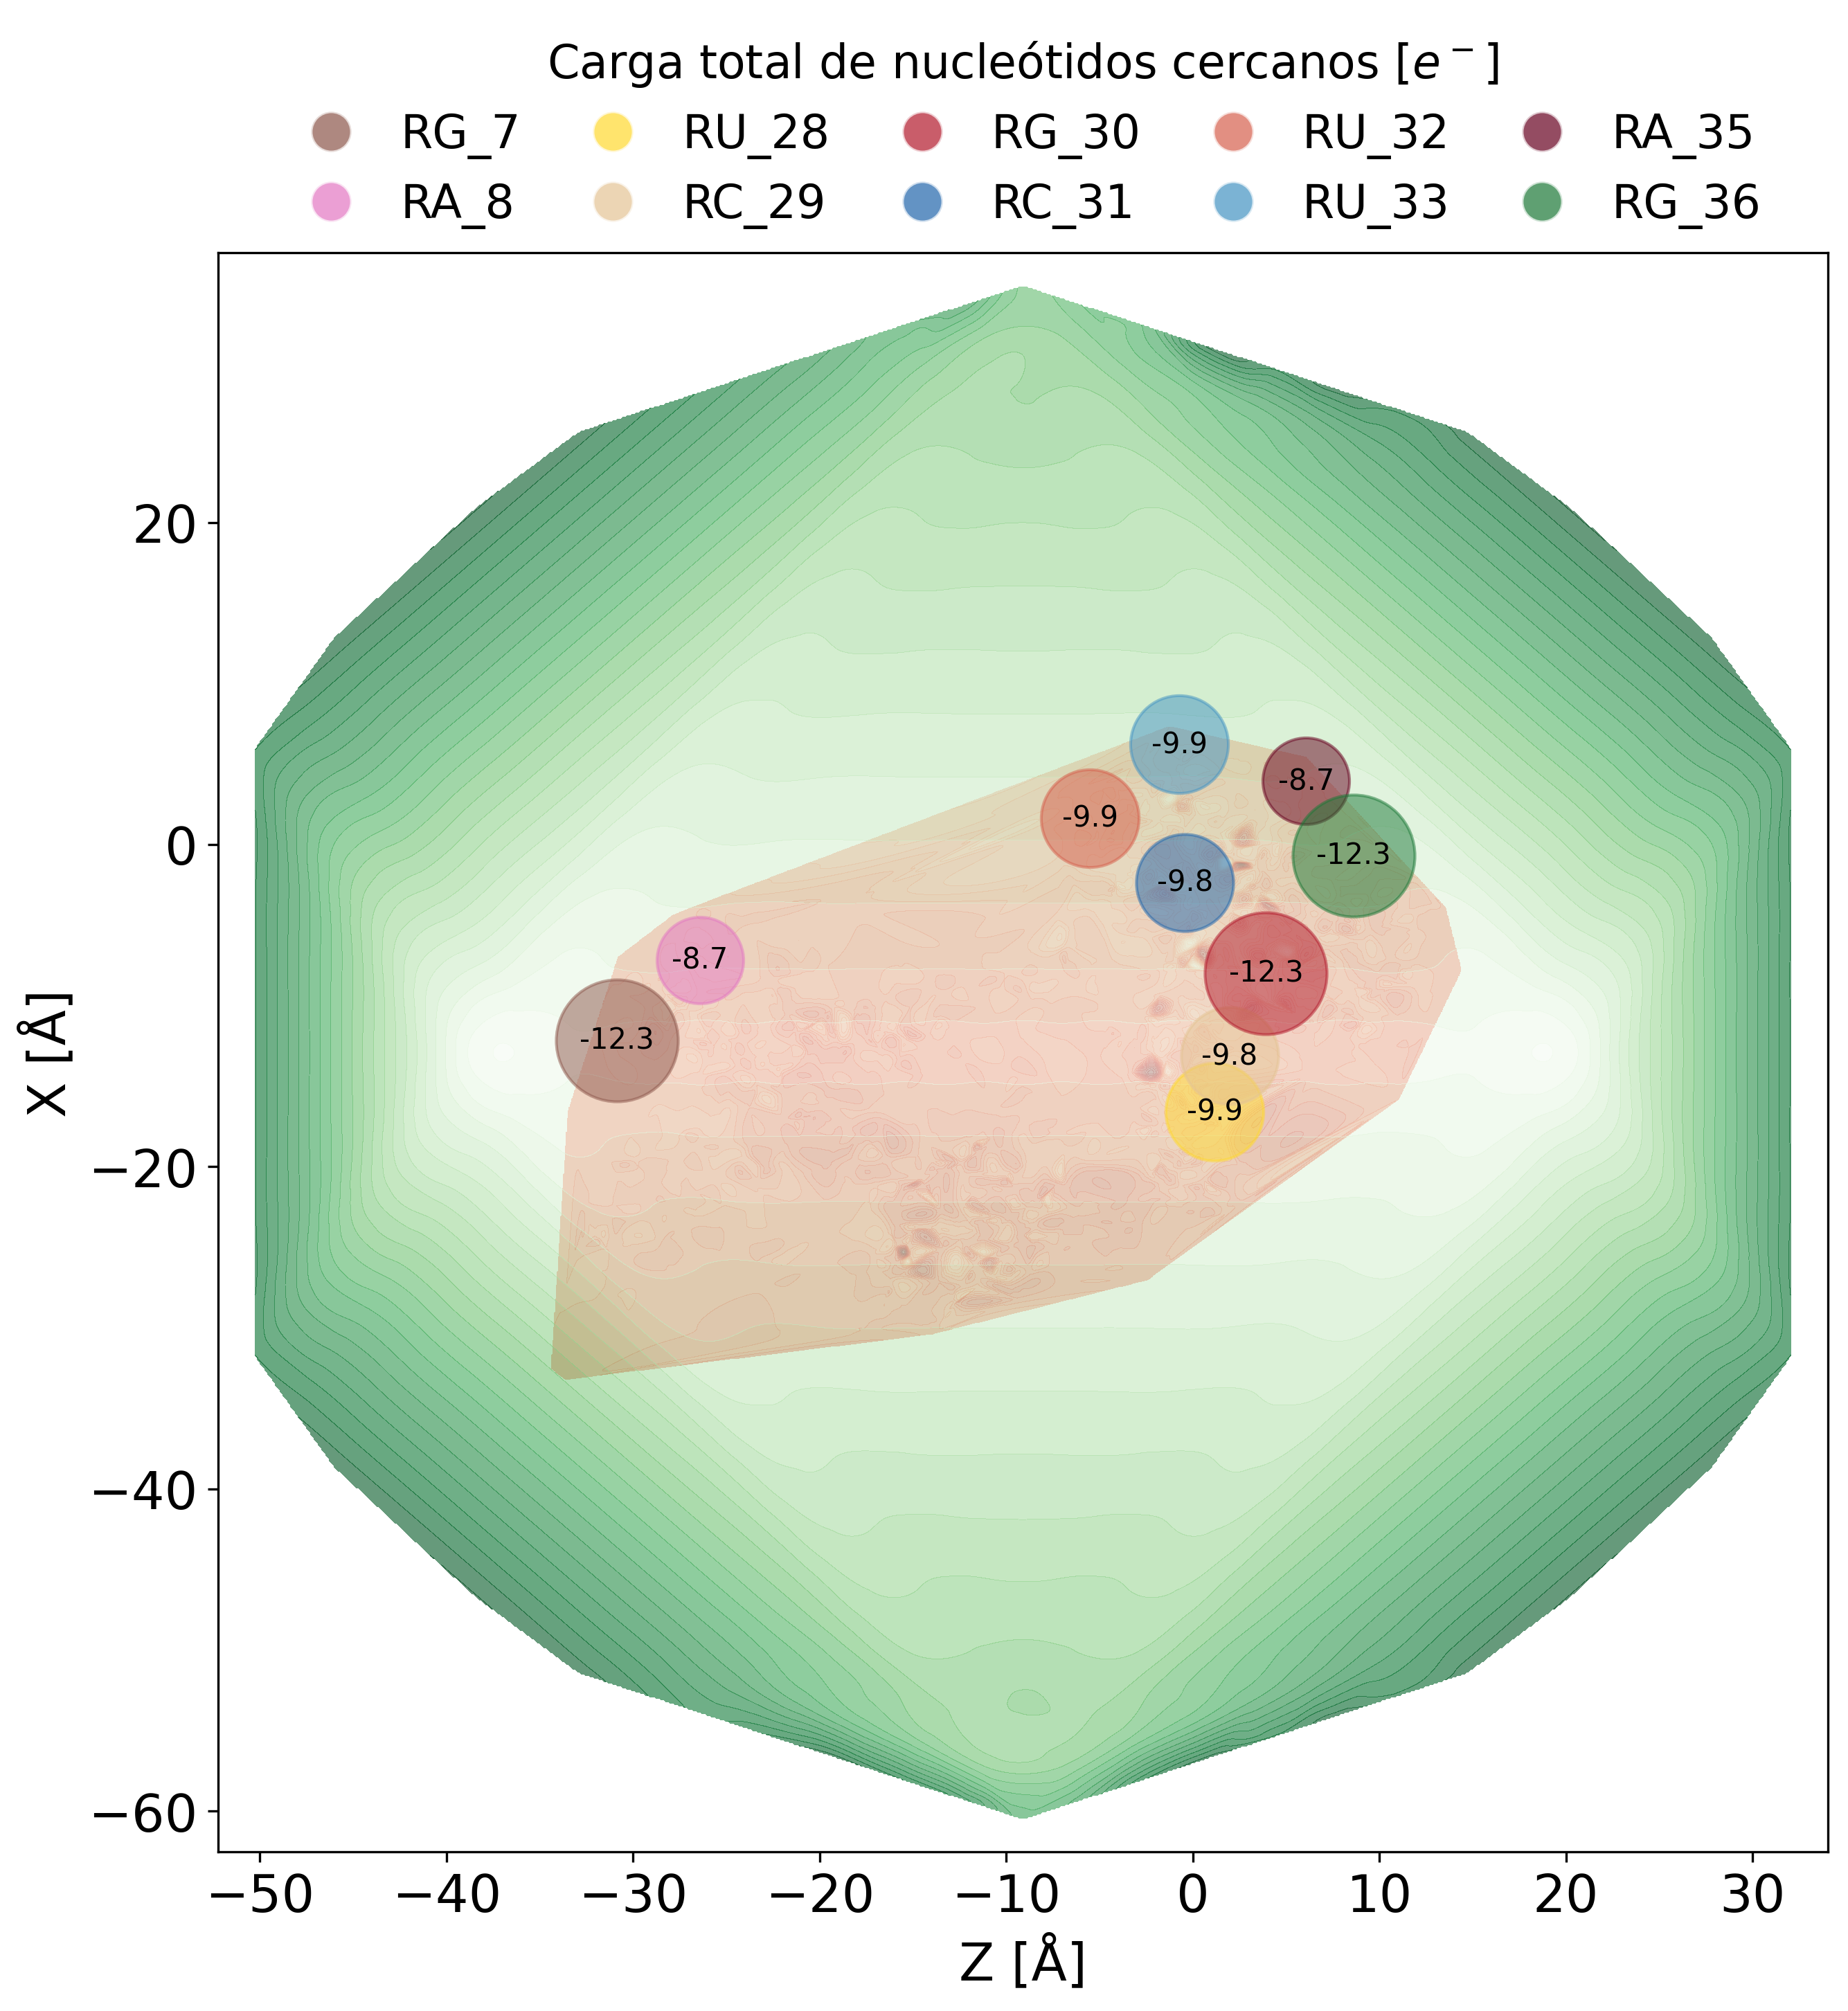 Carga total de nucleótidos cercanos [e⁻]
RG_7 RU_28 RG_30 RU_32 RA_35
RA_8 RC_29 RC_31 RU_33 RG_36
20
-9.9
-8.7
-9.9
0
-12.3
-9.8
-8.7
-12.3
-12.3
-9.8
-9.9
X [Å]
−20
−40
−60
−50 −40 −30 −20 −10 0 10 20 30
Z [Å]